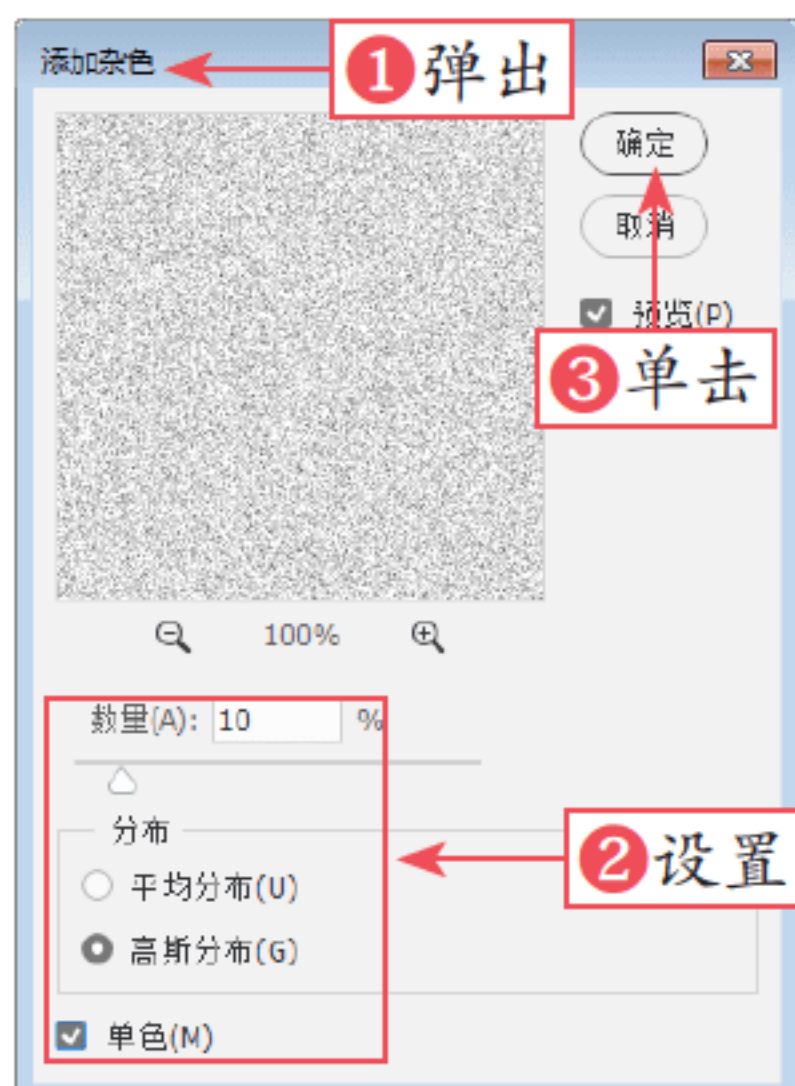 添加杂色
❶弹出
确定
取消
预览(P)
❸单击
100%
数量(A): 10 %
分布
❷设置
平均分布(U)
高斯分布(G)
单色(M)